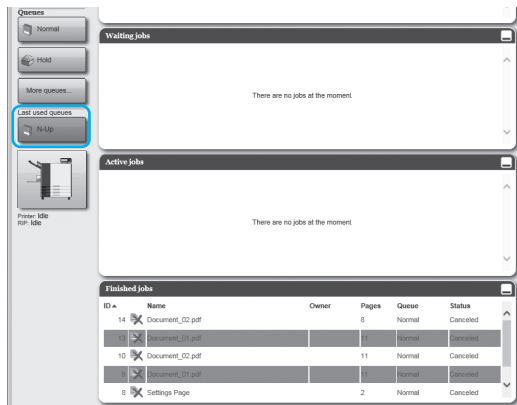 Queues
Normal
Hold
More queues...
Last used queues
N-Up
Printer: Idle
RIP: Idle
Waiting jobs
There are no jobs at the moment.
Active jobs
There are no jobs at the moment.
Finished jobs
ID Name Owner Pages Queue Status
14 Document_02.pdf 8 Normal Canceled
13 Document_01.pdf 11 Normal Canceled
10 Document_02.pdf 11 Normal Canceled
9 Document_01.pdf 11 Normal Canceled
8 Settings Page 2 Normal Canceled